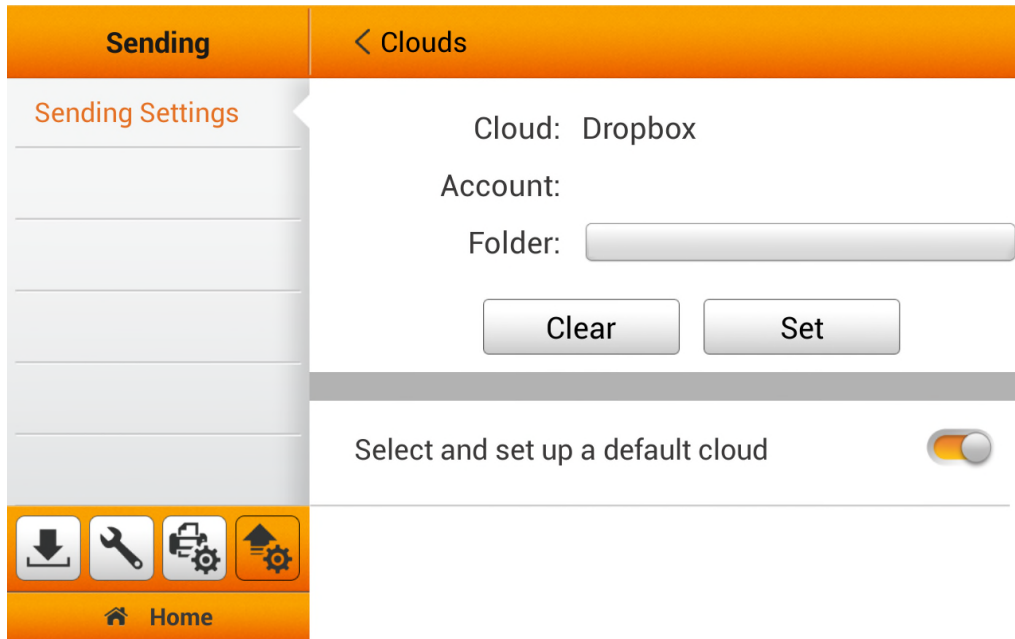 Sending
< Clouds
Sending Settings
Cloud: Dropbox
Account:
Folder:
Clear
Set
Select and set up a default cloud
Home